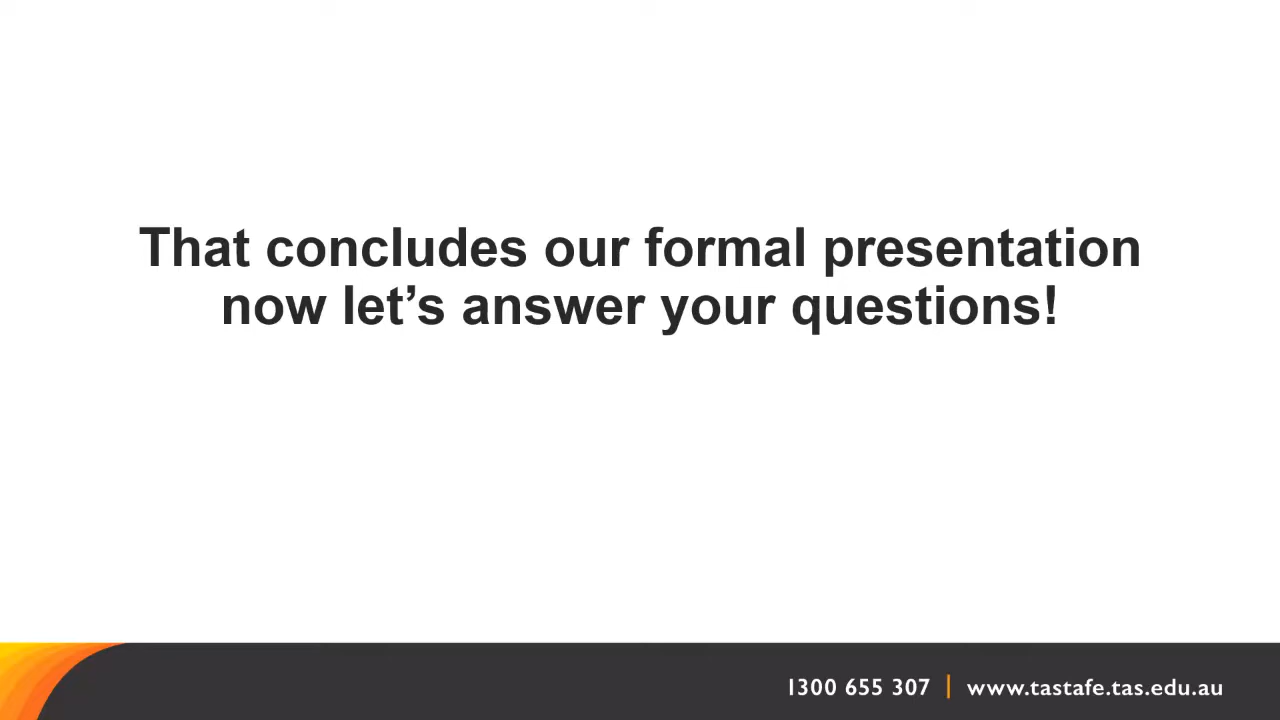 That concludes our formal presentation
now let’s answer your questions!
1300 655 307 | www.tastafe.tas.edu.au